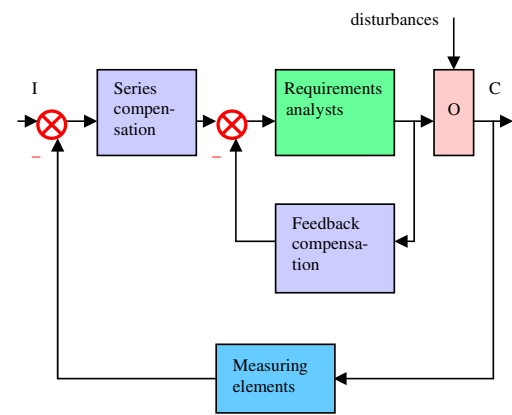 disturbances
I
Series
compen-
sation
Requirements
analysts
O
C
–
–
Feedback
compensa-
tion
Measuring
elements